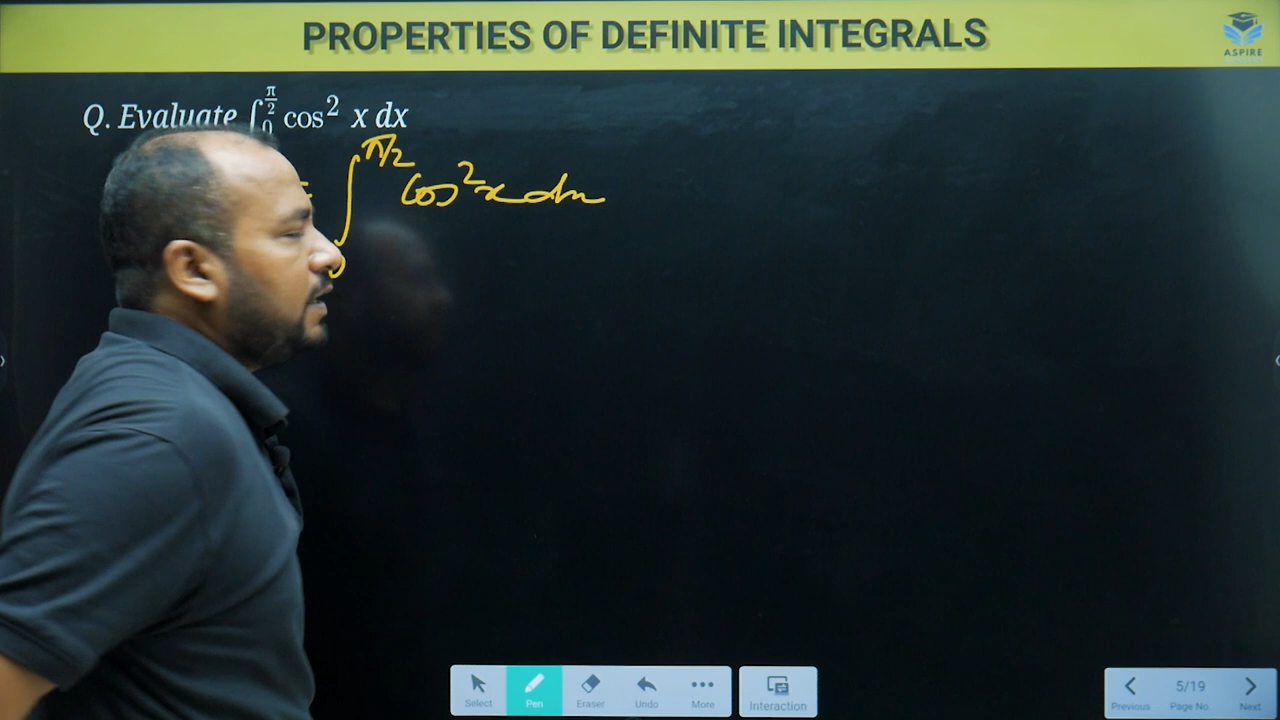 PROPERTIES OF DEFINITE INTEGRALS
ASPIRE
Q. Evaluate ∫₀^(π/2) cos² x dx
= ∫₀^(π/2) cos² x dx
Select
Pen
Eraser
Undo
More
Interaction
5/19
Previous
Page No.
Next